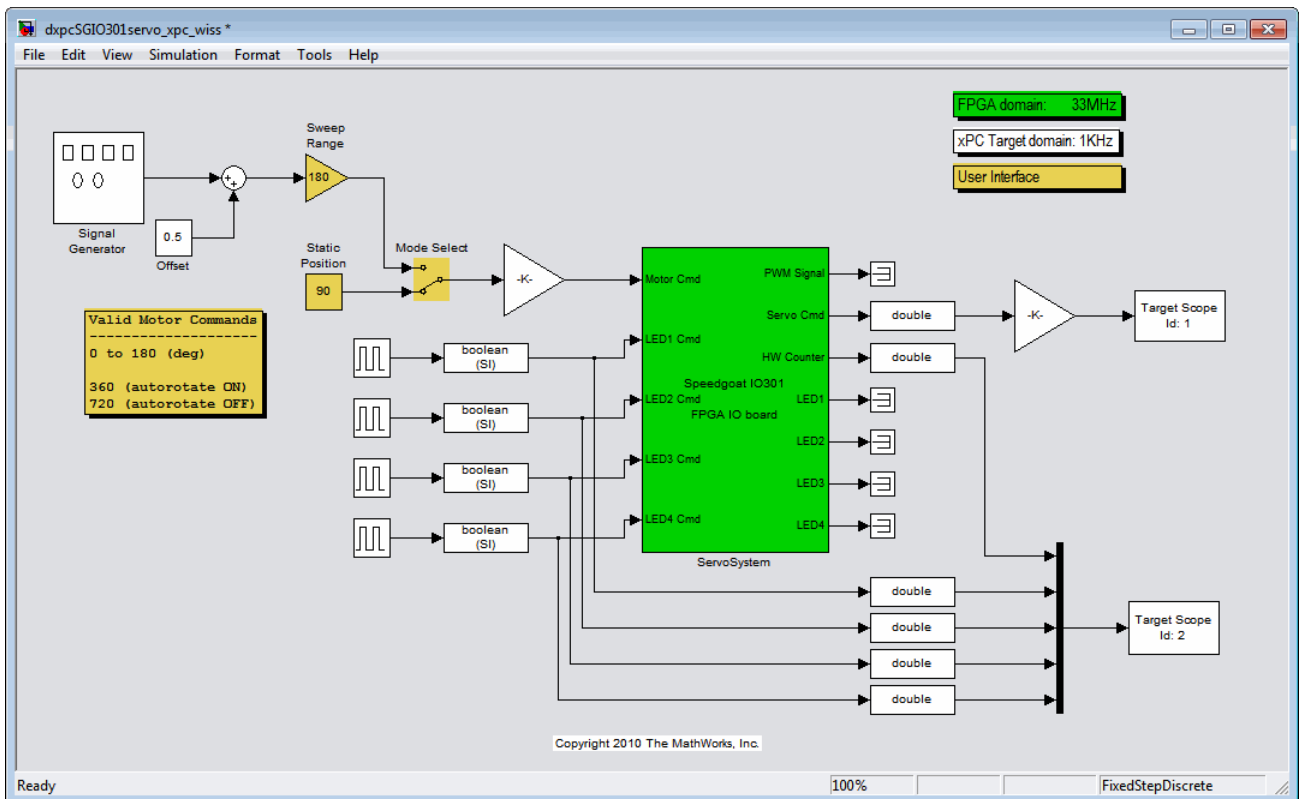 dxpcSGIO301servo_xpc_wiss *
File Edit View Simulation Format Tools Help
FPGA domain: 33MHz
xPC Target domain: 1KHz
User Interface
Sweep
Range
180
Signal
Generator
0.5
Offset
Static
Position
90
Mode Select
-K-
Valid Motor Commands
---------------------
0 to 180 (deg)
360 (autorotate ON)
720 (autorotate OFF)
boolean
(SI)
boolean
(SI)
boolean
(SI)
boolean
(SI)
Motor Cmd
LED1 Cmd
LED2 Cmd
LED3 Cmd
LED4 Cmd
Speedgoat IO301
FPGA IO board
PWM Signal
Servo Cmd
HW Counter
LED1
LED2
LED3
LED4
ServoSystem
double
double
-K-
Target Scope
Id: 1
double
double
double
double
Target Scope
Id: 2
Copyright 2010 The MathWorks, Inc.
Ready 100% FixedStepDiscrete